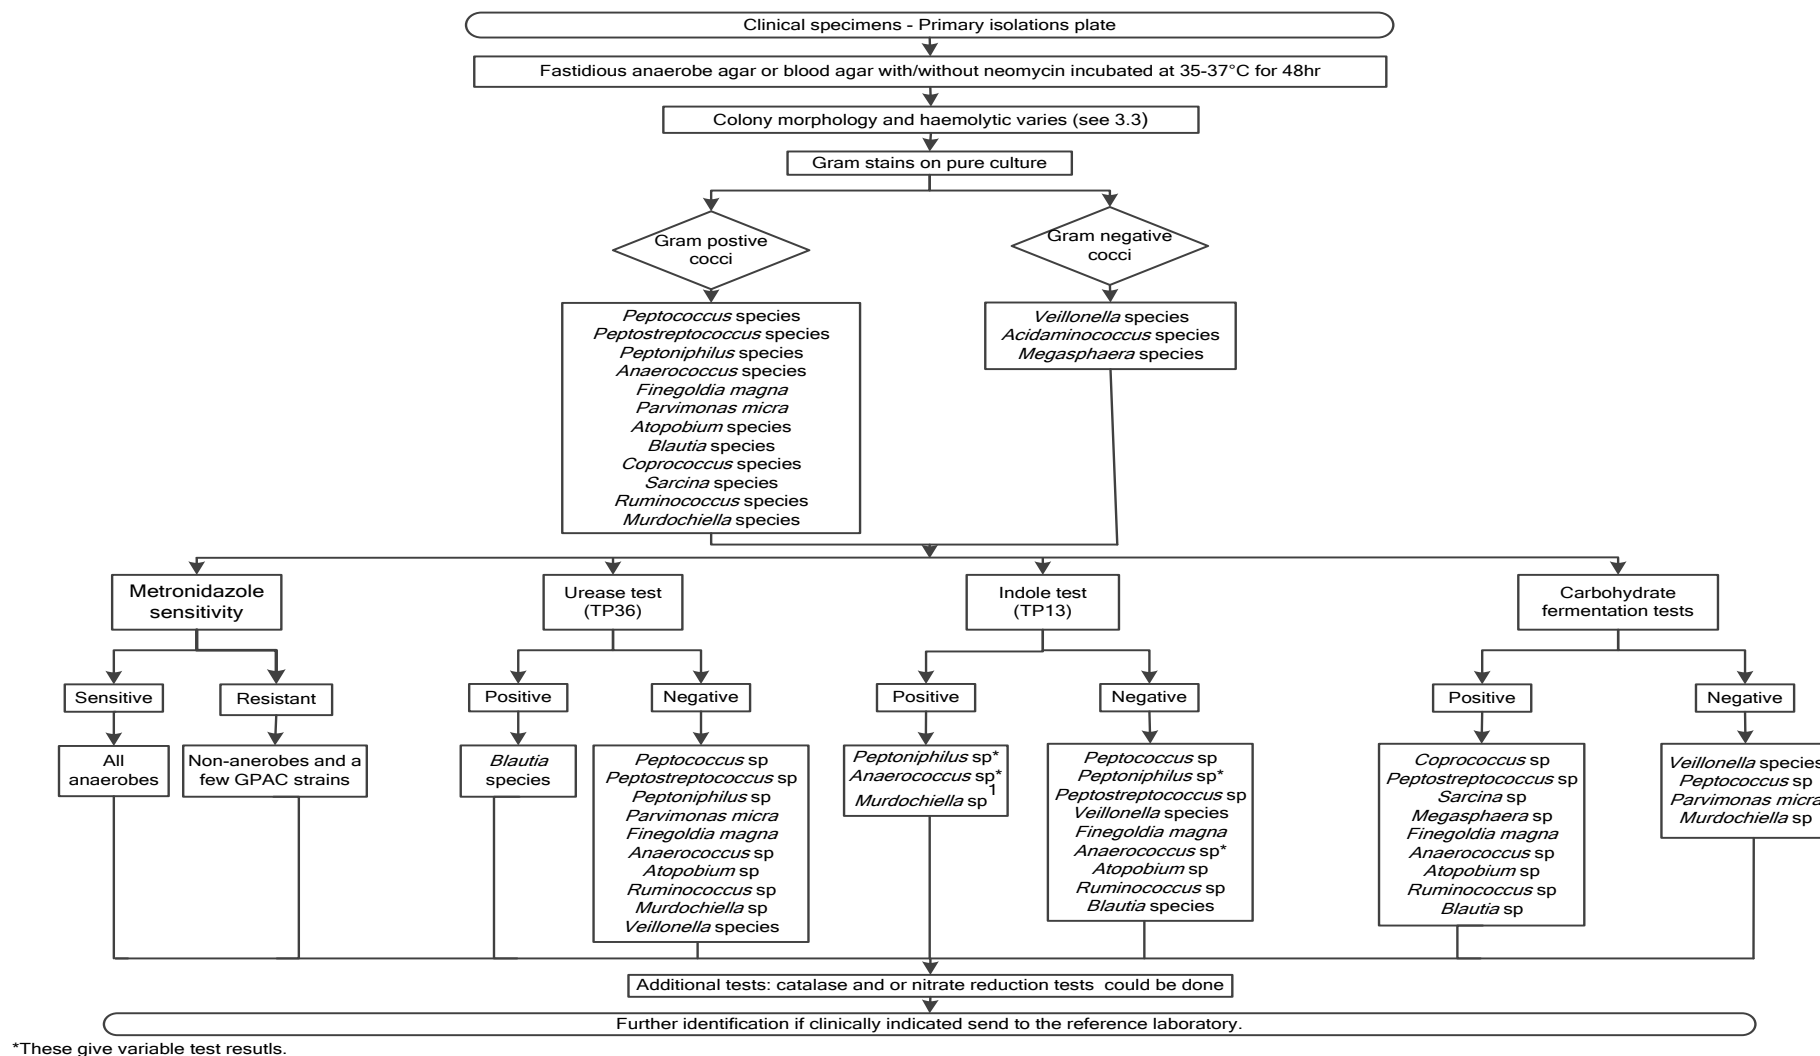 Clinical specimens - Primary isolations plate
Fastidious anaerobe agar or blood agar with/without neomycin incubated at 35-37°C for 48hr
Colony morphology and haemolytic varies (see 3.3)
Gram stains on pure culture
Gram postive
cocci
Gram negative
cocci
Peptococcus species
Peptostreptococcus species
Peptoniphilus species
Anaerococcus species
Finegoldia magna
Parvimonas micra
Atopobium species
Blautia species
Coprococcus species
Sarcina species
Ruminococcus species
Murdochiella species
Veillonella species
Acidaminococcus species
Megasphaera species
Metronidazole
sensitivity
Urease test
(TP36)
Indole test
(TP13)
Carbohydrate
fermentation tests
Sensitive
Resistant
Positive
Negative
Positive
Negative
Positive
Negative
All
anaerobes
Non-anerobes and a
few GPAC strains
Blautia
species
Peptococcus sp
Peptostreptococcus sp
Peptoniphilus sp
Parvimonas micra
Finegoldia magna
Anaerococcus sp
Atopobium sp
Ruminococcus sp
Murdochiella sp
Veillonella species
Peptoniphilus sp*
Anaerococcus sp*
Murdochiella sp1
Peptococcus sp
Peptoniphilus sp*
Peptostreptococcus sp
Veillonella species
Finegoldia magna
Anaerococcus sp*
Atopobium sp
Ruminococcus sp
Blautia species
Coprococcus sp
Peptostreptococcus sp
Sarcina sp
Megasphaera sp
Finegoldia magna
Anaerococcus sp
Atopobium sp
Ruminococcus sp
Blautia sp
Veillonella species
Peptococcus sp
Parvimonas micra
Murdochiella sp
Additional tests: catalase and or nitrate reduction tests could be done
Further identification if clinically indicated send to the reference laboratory.
*These give variable test resutls.